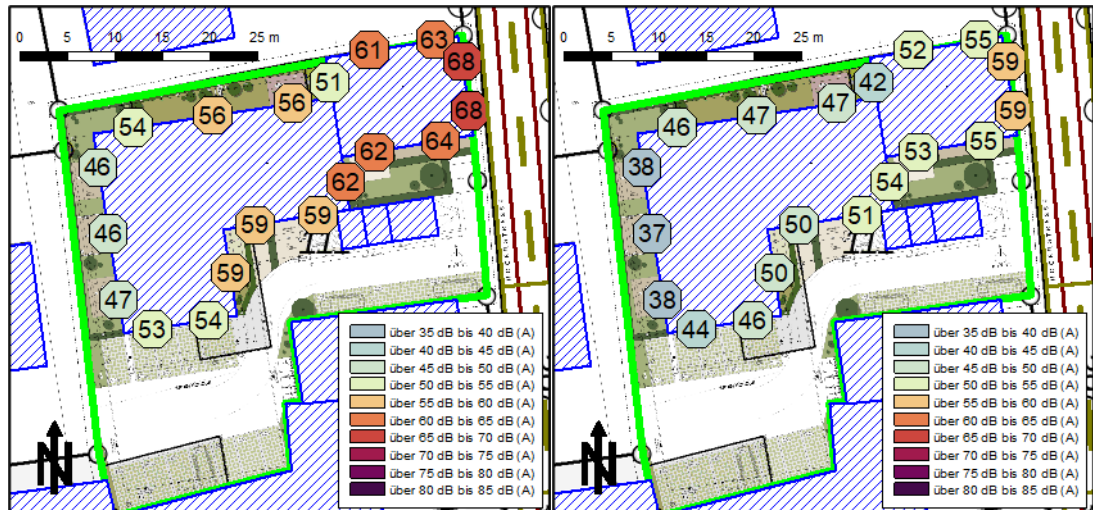 0 5 10 15 20 25 m
61
63
68
51
56
56
54
68
64
62
62
46
59
59
46
59
47
54
53
über 35 dB bis 40 dB (A)
über 40 dB bis 45 dB (A)
über 45 dB bis 50 dB (A)
über 50 dB bis 55 dB (A)
über 55 dB bis 60 dB (A)
über 60 dB bis 65 dB (A)
über 65 dB bis 70 dB (A)
über 70 dB bis 75 dB (A)
über 75 dB bis 80 dB (A)
über 80 dB bis 85 dB (A)
N
0 5 10 15 20 25 m
52
55
59
42
47
47
46
59
55
53
54
38
51
50
37
50
38
46
44
über 35 dB bis 40 dB (A)
über 40 dB bis 45 dB (A)
über 45 dB bis 50 dB (A)
über 50 dB bis 55 dB (A)
über 55 dB bis 60 dB (A)
über 60 dB bis 65 dB (A)
über 65 dB bis 70 dB (A)
über 70 dB bis 75 dB (A)
über 75 dB bis 80 dB (A)
über 80 dB bis 85 dB (A)
N